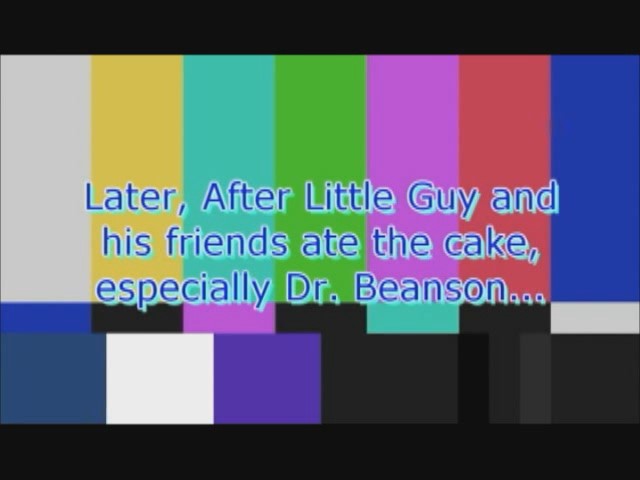 Later, After Little Guy and
his friends ate the cake,
especially Dr. Beanson...